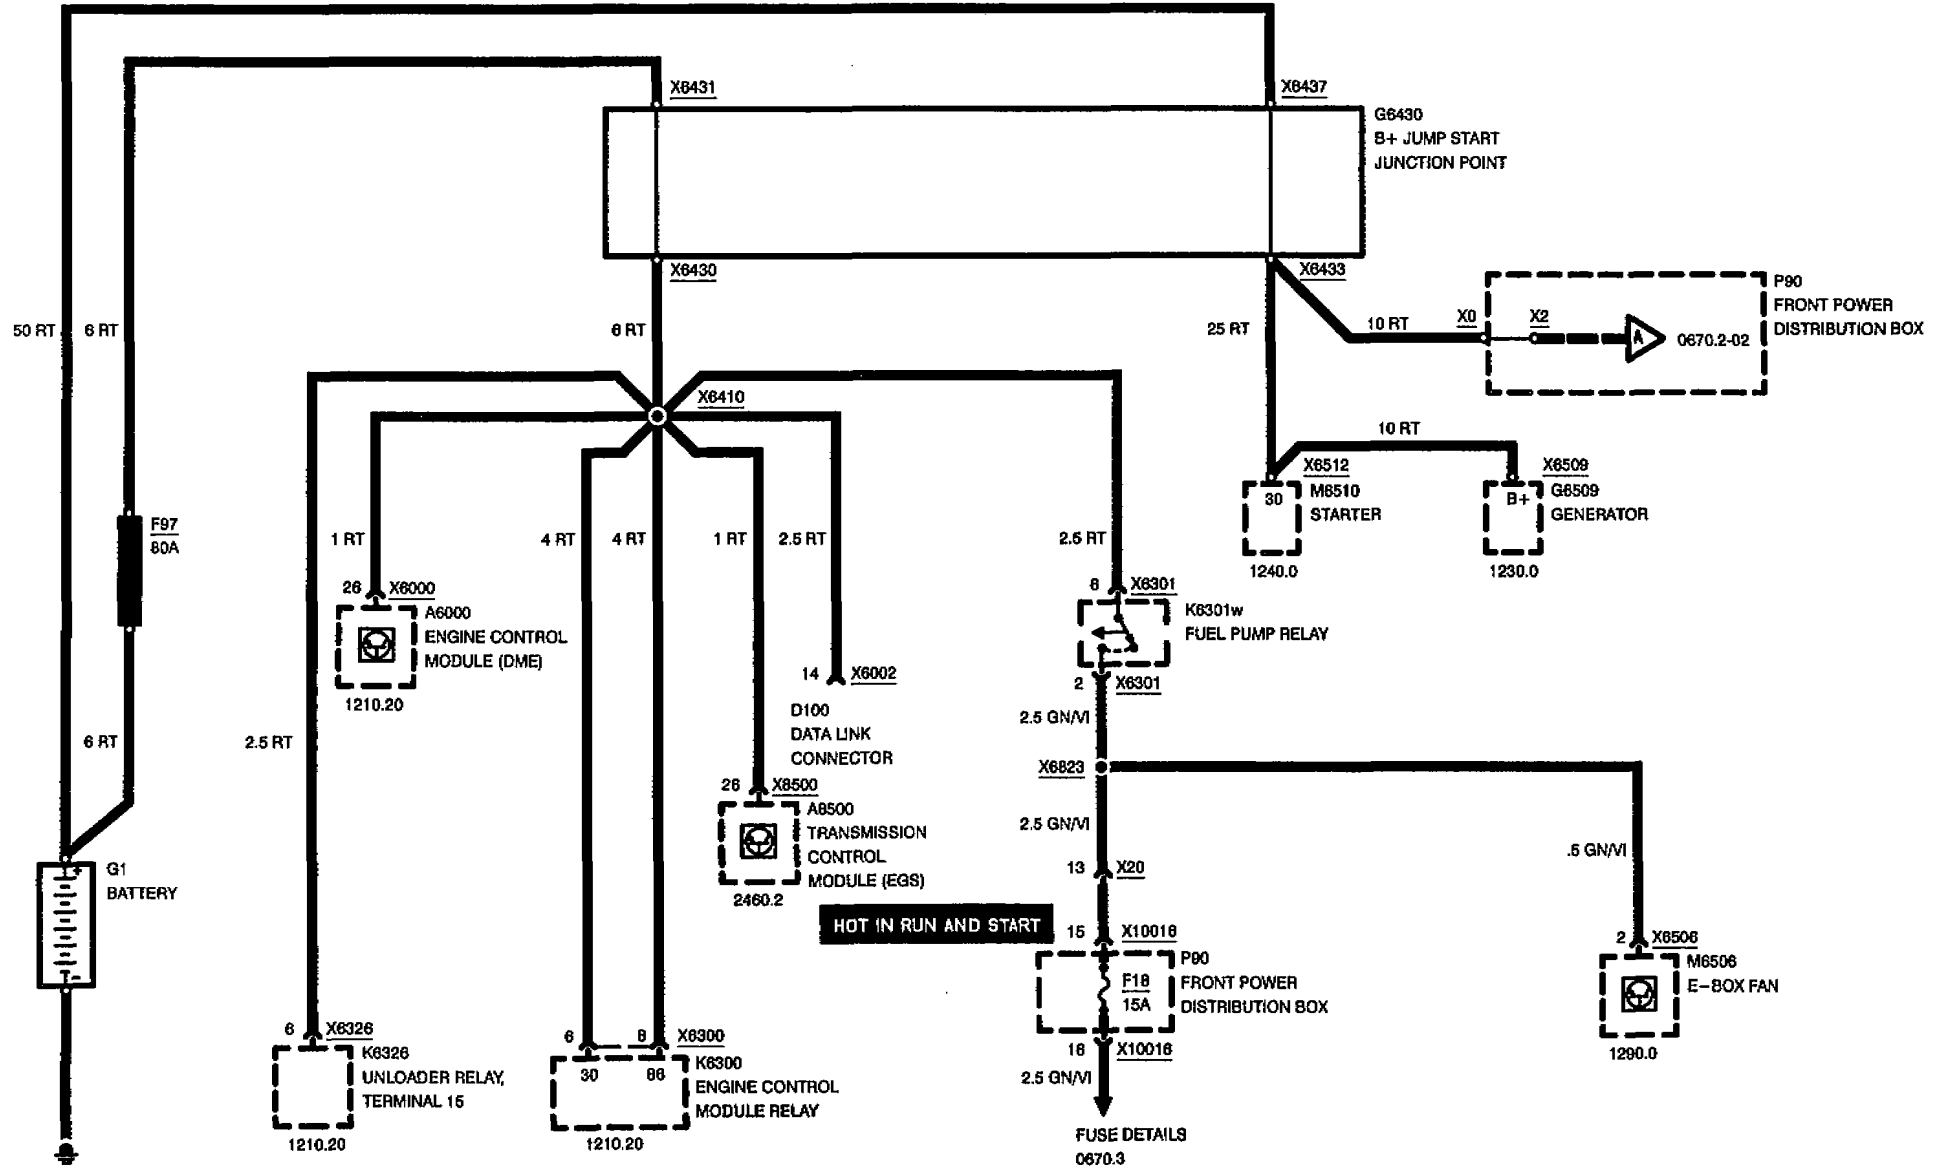 X6431
X6437
G6430
B+ JUMP START
JUNCTION POINT
X6430
X6433
P90
FRONT POWER
DISTRIBUTION BOX
50 RT
6 RT
6 RT
25 RT
10 RT
X0
X2
A
0670.2-02
X6410
10 RT
X6512
X6509
30
M6510
STARTER
B+
G6509
GENERATOR
1240.0
1230.0
F97
80A
1 RT
4 RT
4 RT
1 RT
2.5 RT
2.5 RT
26
X6000
A6000
ENGINE CONTROL
MODULE (DME)
1210.20
8
X6301
K6301w
FUEL PUMP RELAY
2
X6301
2.5 GN/VI
14
X6002
D100
DATA LINK
CONNECTOR
6 RT
2.5 RT
X6823
26
X8500
A8500
TRANSMISSION
CONTROL
MODULE (EGS)
2460.2
2.5 GN/VI
.5 GN/VI
13
X20
G1
BATTERY
+
-
HOT IN RUN AND START
15
X10016
P90
FRONT POWER
DISTRIBUTION BOX
F18
15A
16
X10016
2.5 GN/VI
FUSE DETAILS
0670.3
2
X6506
M6506
E-BOX FAN
1290.0
6
X6326
K6326
UNLOADER RELAY,
TERMINAL 15
1210.20
6
8
X6300
30
86
K6300
ENGINE CONTROL
MODULE RELAY
1210.20